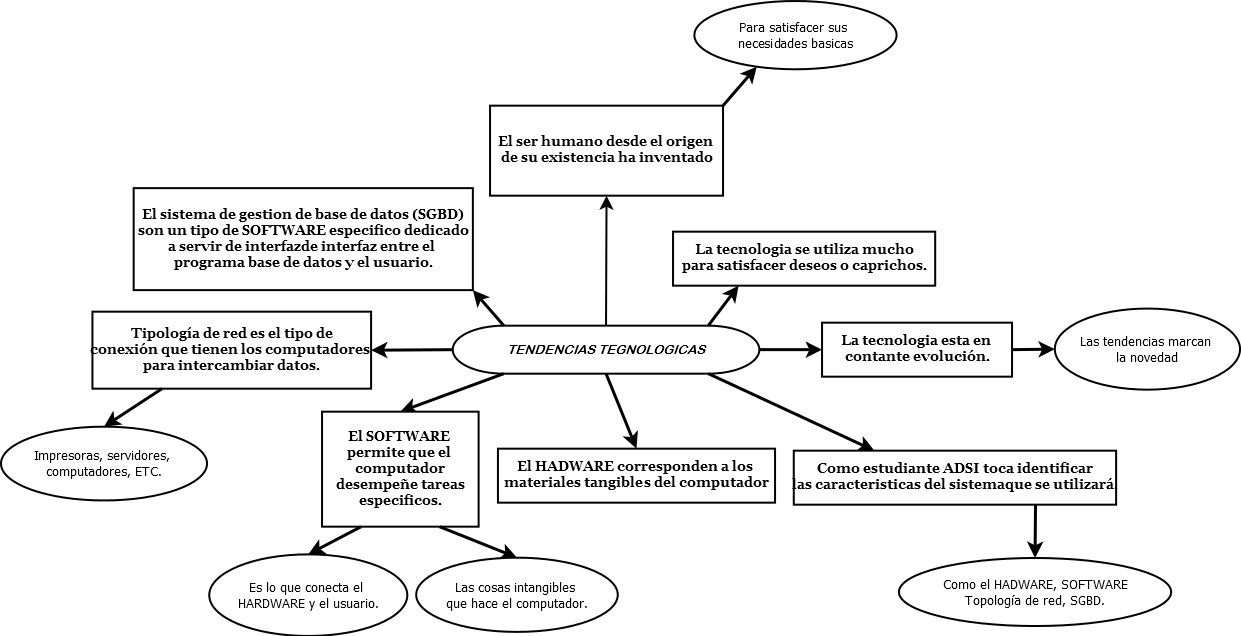 Para satisfacer sus
necesidades basicas
El ser humano desde el origen
de su existencia ha inventado
El sistema de gestion de base de datos (SGBD)
son un tipo de SOFTWARE especifico dedicado
a servir de interfazde interfaz entre el
programa base de datos y el usuario.
La tecnologia se utiliza mucho
para satisfacer deseos o caprichos.
Tipología de red es el tipo de
conexión que tienen los computadores
para intercambiar datos.
TENDENCIAS TEGNOLOGICAS
La tecnologia esta en
contante evolución.
Las tendencias marcan
la novedad
Impresoras, servidores,
computadores, ETC.
El SOFTWARE
permite que el
computador
desempeñe tareas
especificos.
El HADWARE corresponden a los
materiales tangibles del computador
Como estudiante ADSI toca identificar
las caracteristicas del sistemaque se utilizará.
Es lo que conecta el
HARDWARE y el usuario.
Las cosas intangibles
que hace el computador.
Como el HADWARE, SOFTWARE
Topología de red, SGBD.